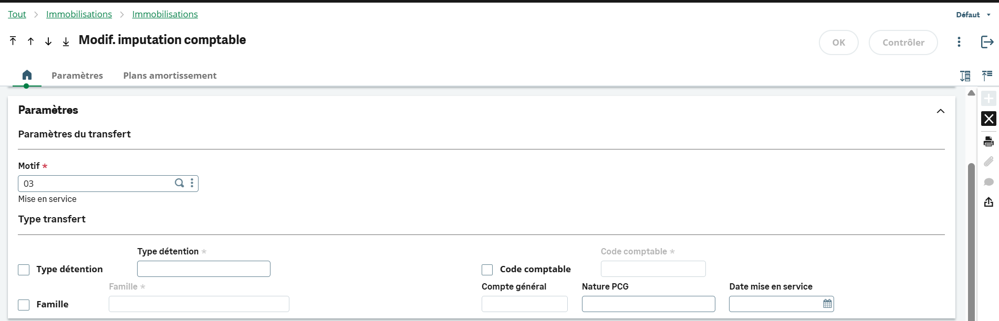 Tout > Immobilisations > Immobilisations
Défaut
Modif. imputation comptable
OK
Contrôler
Paramètres
Plans amortissement
Paramètres
Paramètres du transfert
Motif *
03
Mise en service
Type transfert
Type détention *
Type détention
Code comptable *
Code comptable
Famille *
Famille
Compte général
Nature PCG
Date mise en service